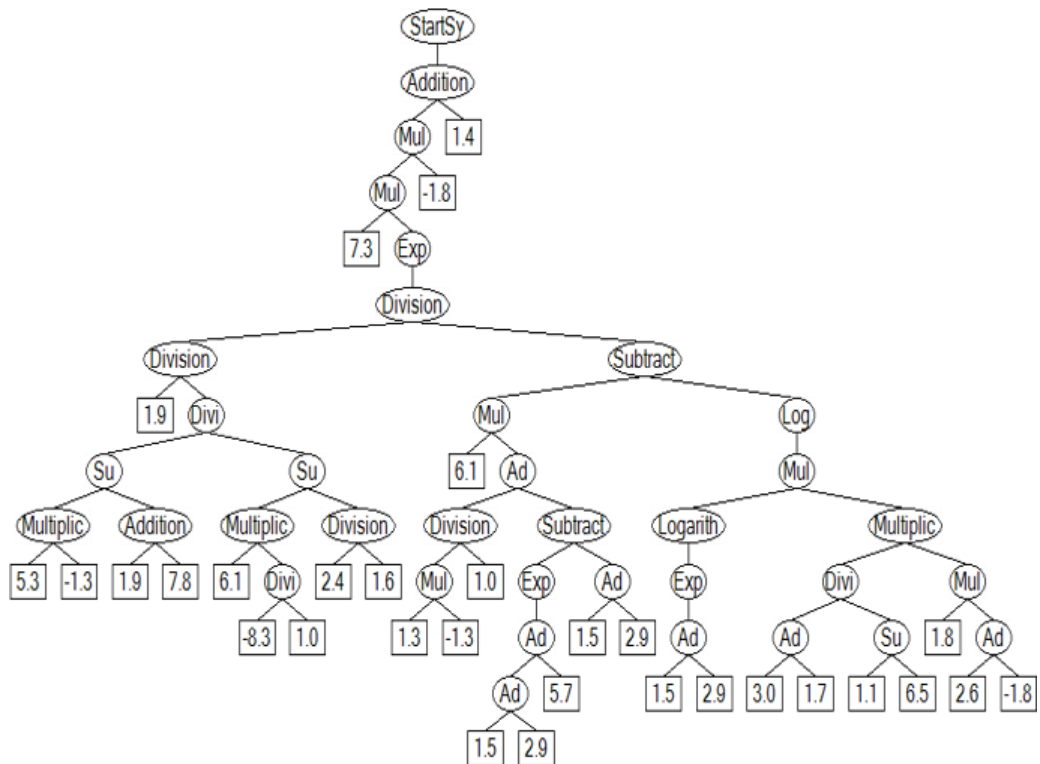 StartSy
Addition
Mul 1.4
Mul -1.8
7.3 Exp
Division
Division Subtract
1.9 Divi Mul Log
Su Su 6.1 Ad Mul
Multiplic Addition Multiplic Division Division Subtract Logarith Multiplic
5.3 -1.3 1.9 7.8 6.1 Divi 2.4 1.6 Mul 1.0 Exp Ad Exp Divi Mul
-8.3 1.0 1.3 -1.3 Ad 1.5 2.9 Ad Ad Su 1.8 Ad
Ad 5.7 1.5 2.9 3.0 1.7 1.1 6.5 2.6 -1.8
1.5 2.9